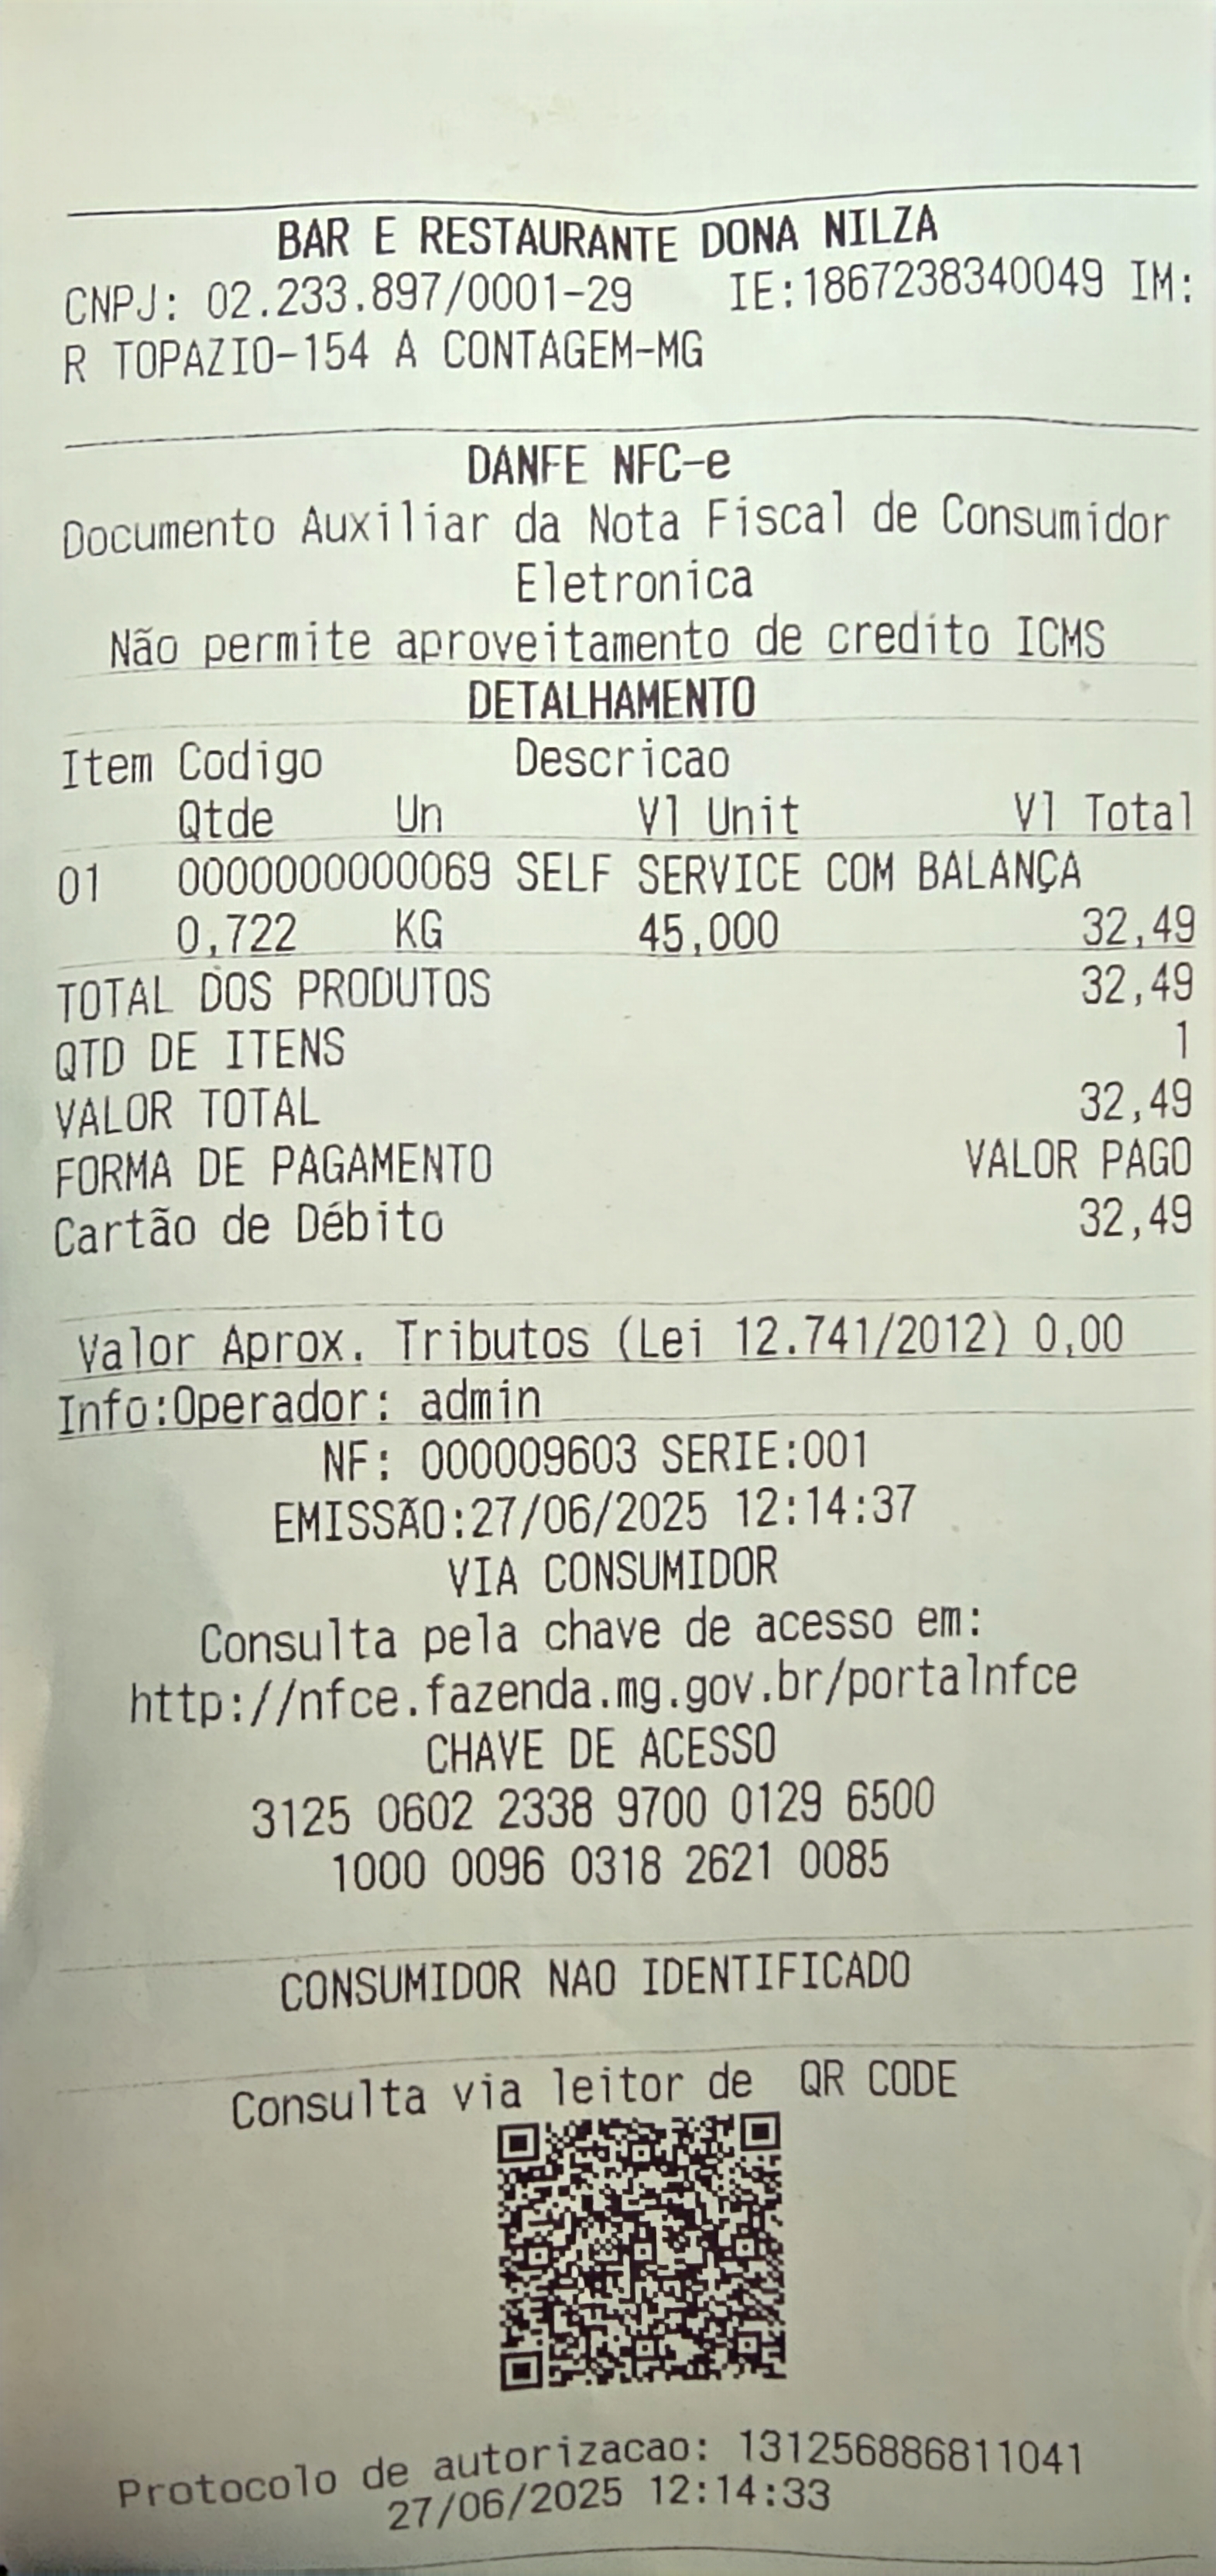 BAR E RESTAURANTE DONA NILZA
CNPJ: 02.233.897/0001-29 IE:1867238340049 IM:
R TOPAZIO-154 A CONTAGEM-MG
DANFE NFC-e
Documento Auxiliar da Nota Fiscal de Consumidor
Eletronica
Não permite aproveitamento de credito ICMS
DETALHAMENTO
Item Codigo Descricao
Qtde Un Vl Unit Vl Total
01 0000000000069 SELF SERVICE COM BALANÇA
0,722 KG 45,000 32,49
TOTAL DOS PRODUTOS 32,49
QTD DE ITENS 1
VALOR TOTAL 32,49
FORMA DE PAGAMENTO VALOR PAGO
Cartão de Débito 32,49
Valor Aprox. Tributos (Lei 12.741/2012) 0,00
Info:Operador: admin
NF: 000009603 SERIE:001
EMISSÃO:27/06/2025 12:14:37
VIA CONSUMIDOR
Consulta pela chave de acesso em:
http://nfce.fazenda.mg.gov.br/portalnfce
CHAVE DE ACESSO
3125 0602 2338 9700 0129 6500
1000 0096 0318 2621 0085
CONSUMIDOR NAO IDENTIFICADO
Consulta via leitor de QR CODE
Protocolo de autorizacao: 131256886811041
27/06/2025 12:14:33